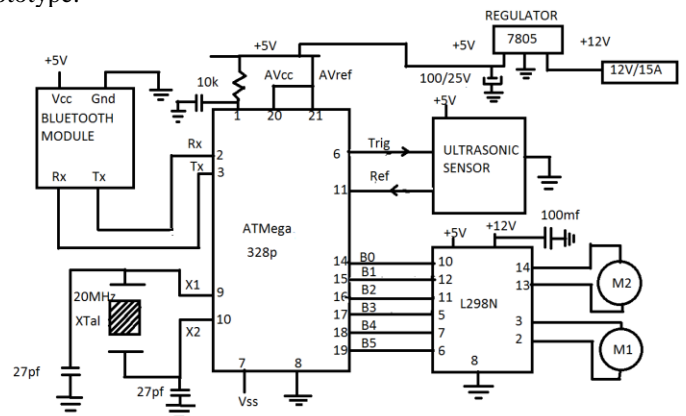 ototype.
REGULATOR
7805
+5V
+12V
12V/15A
100/25V
+5V
+5V
10k
AVcc
AVref
Vcc
Gnd
BLUETOOTH
MODULE
Rx
Tx
Rx
Tx
1
20
21
2
3
6
11
ATMega
328p
Trig
Ref
+5V
ULTRASONIC
SENSOR
14
15
16
17
18
19
B0
B1
B2
B3
B4
B5
+5V
+12V
100mf
10
12
11
5
7
6
L298N
14
13
3
2
8
M2
M1
20MHz
XTal
X1
X2
9
10
27pf
27pf
7
8
Vss